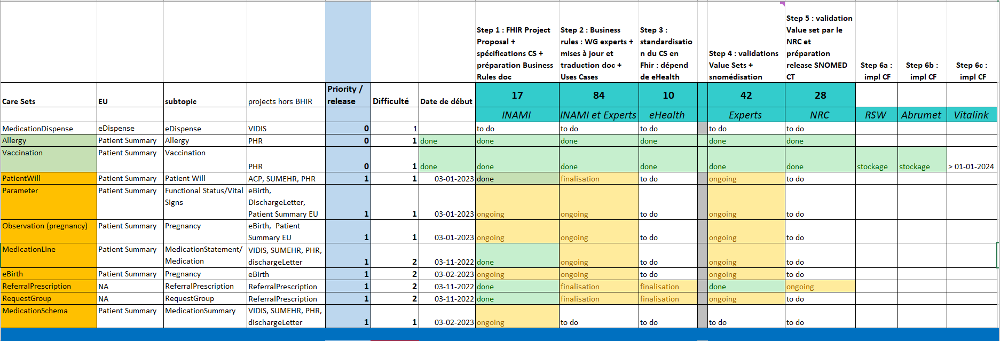 Step 1 : FHIR Project
Proposal +
spécifications CS +
préparation Business
Rules doc
Step 2 : Business
rules : WG experts +
mises à jour et
traduction doc +
Uses Cases
Step 3 :
standardisatio
n du CS en
Fhir : dépend
de eHealth
Step 4 : validations
Value Sets +
snomédisation
Step 5 : validation
Value set par le
NRC et
préparation
release SNOMED
CT
Step 6a :
impl CF
Step 6b :
impl CF
Step 6c :
impl CF
Care Sets EU subtopic projects hors BHIR Priority /
release Difficulté Date de début 17 84 10 42 28
INAMI INAMI et Experts eHealth Experts NRC RSW Abrumet Vitalink
MedicationDispense eDispense eDispense VIDIS 0 1 to do to do to do to do to do
Allergy Patient Summary Allergy PHR 0 1 done done done done done done
Vaccination Patient Summary Vaccination
PHR 0 1 done done done done done done stockage stockage > 01-01-2024
PatientWill Patient Summary Patient Will ACP, SUMEHR, PHR 1 1 03-01-2023 done finalisation to do ongoing to do
Parameter Patient Summary Functional Status/Vital eBirth,
Signs DischargeLetter,
Patient Summary EU 1 1 03-01-2023 ongoing ongoing to do ongoing to do
Observation (pregnancy) Patient Summary Pregnancy eBirth, Patient
Summary EU 1 1 03-01-2023 ongoing ongoing to do ongoing to do
MedicationLine Patient Summary MedicationStatement/ VIDIS, SUMEHR, PHR,
Medication dischargeLetter 1 2 03-11-2022 done ongoing to do ongoing to do
eBirth Patient Summary Pregnancy eBirth 1 2 03-02-2023 ongoing ongoing to do ongoing to do
ReferralPrescription NA ReferralPrescription ReferralPrescription 1 2 03-11-2022 done finalisation finalisation done ongoing
RequestGroup NA RequestGroup ReferralPrescription 1 2 03-11-2022 done finalisation finalisation ongoing to do
MedicationSchema Patient Summary MedicationSummary VIDIS, SUMEHR, PHR,
dischargeLetter 1 1 03-02-2023 ongoing to do to do to do to do